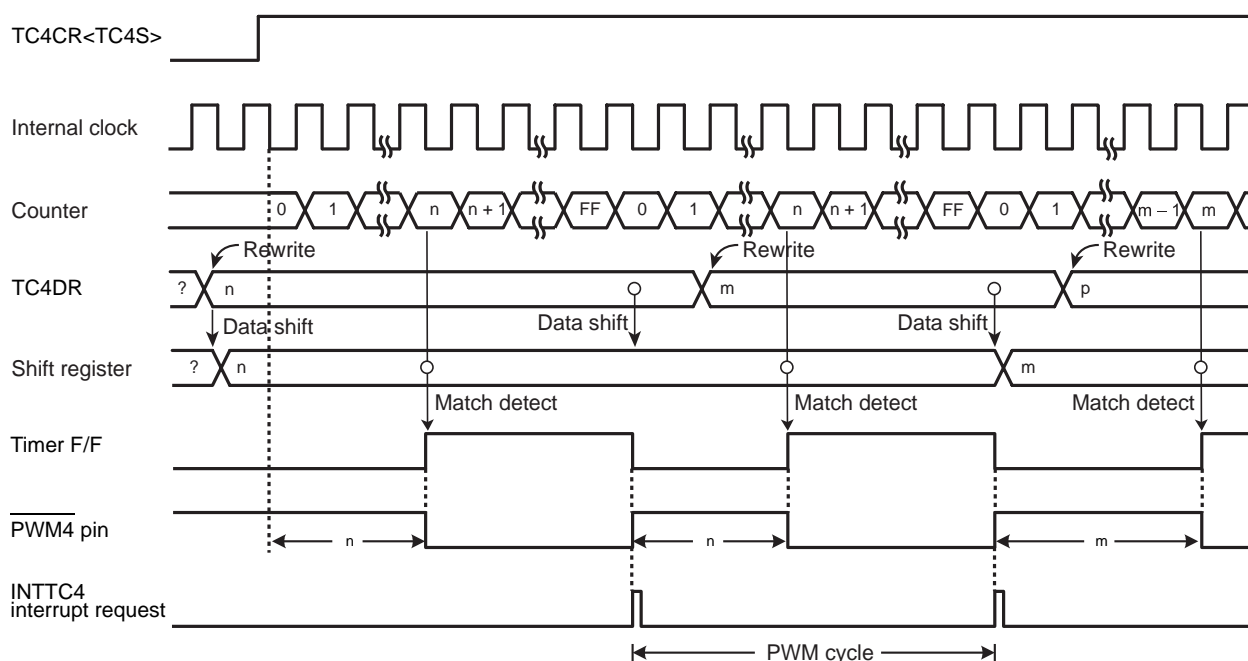 TC4CR<TC4S>
Internal clock
Counter
0 1 n n + 1 FF 0 1 n n + 1 FF 0 1 m – 1 m
Rewrite Rewrite Rewrite
TC4DR
? n m p
Data shift Data shift Data shift
Shift register
? n m
Match detect Match detect Match detect
Timer F/F
PWM4 pin
n n m
INTTC4
interrupt request
PWM cycle